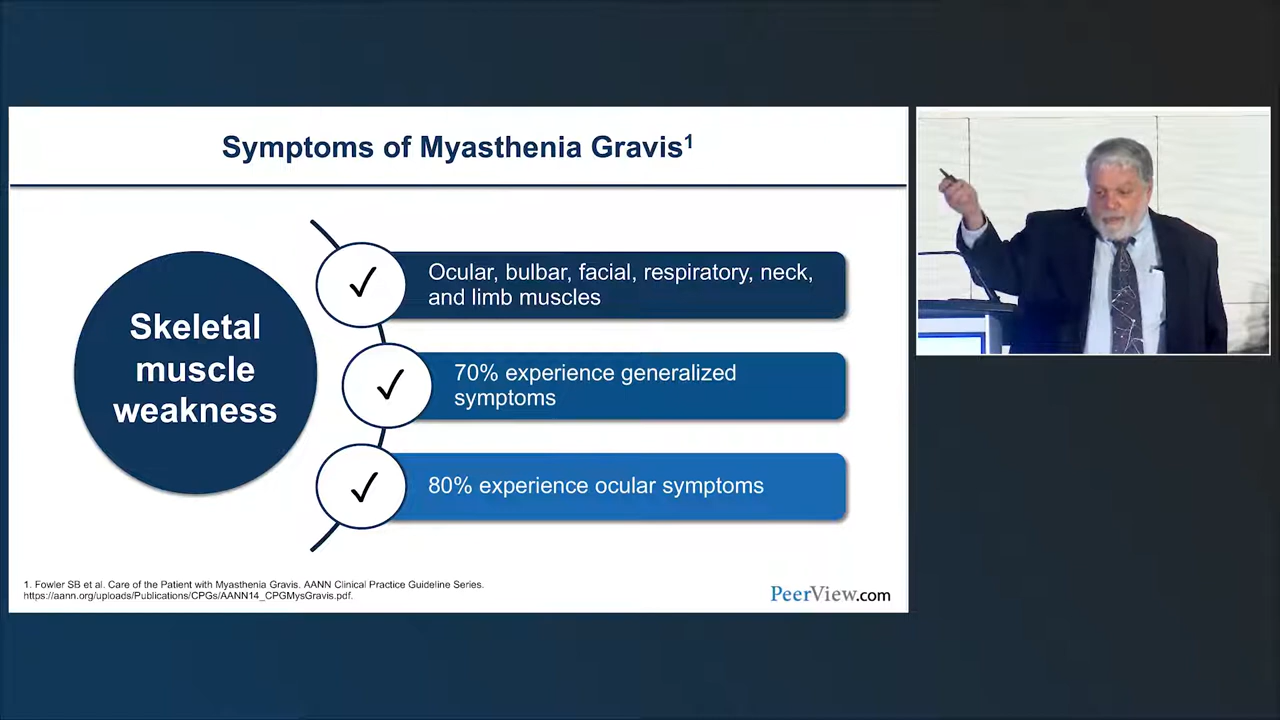 Symptoms of Myasthenia Gravis¹
Skeletal
muscle
weakness
✓
Ocular, bulbar, facial, respiratory, neck,
and limb muscles
✓
70% experience generalized
symptoms
✓
80% experience ocular symptoms
1. Fowler SB et al. Care of the Patient with Myasthenia Gravis. AANN Clinical Practice Guideline Series.
https://aann.org/uploads/Publications/CPGs/AANN14_CPGMysGravis.pdf.
PeerView.com